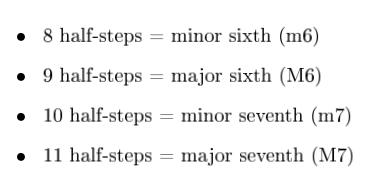 • 8 half-steps = minor sixth (m6)
• 9 half-steps = major sixth (M6)
• 10 half-steps = minor seventh (m7)
• 11 half-steps = major seventh (M7)